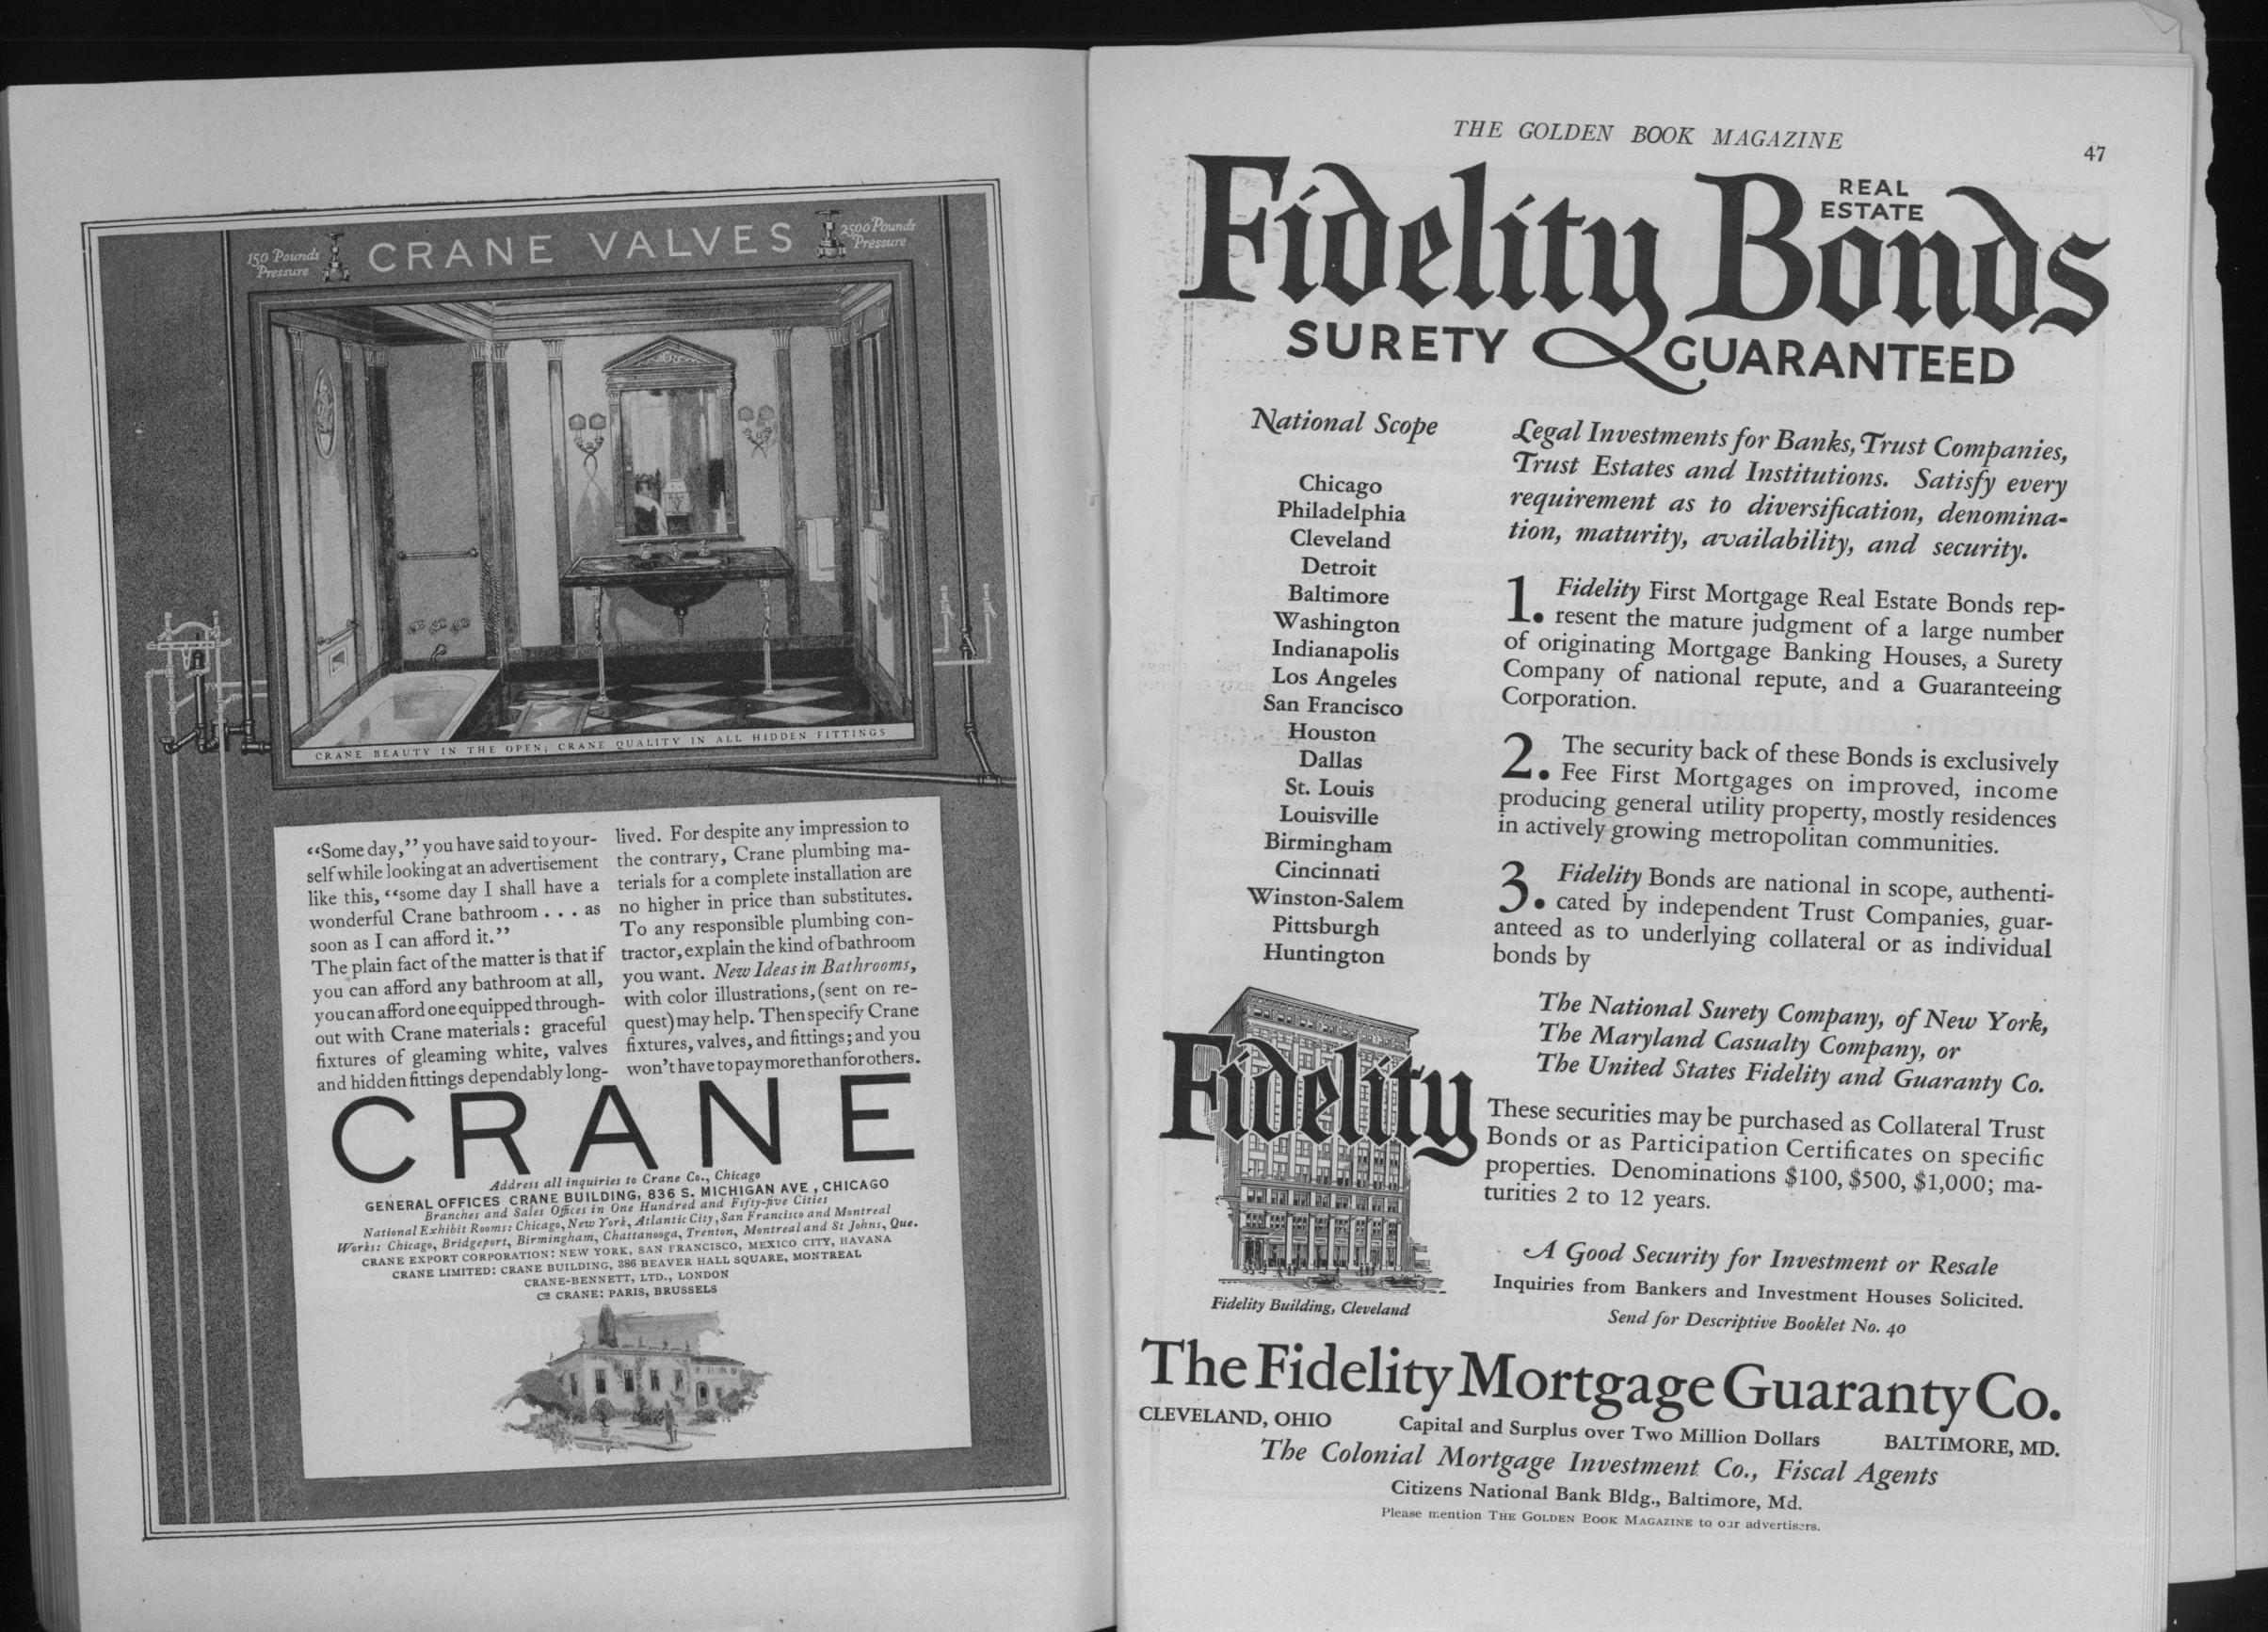 150 Pounds
Pressure
CRANE VALVES
2500 Pounds
Pressure
CRANE BEAUTY IN THE OPEN; CRANE QUALITY IN ALL HIDDEN FITTINGS
“Some day,” you have said to your-
self while looking at an advertisement
like this, “some day I shall have a
wonderful Crane bathroom . . . as
soon as I can afford it.”
The plain fact of the matter is that if
you can afford any bathroom at all,
you can afford one equipped through-
out with Crane materials: graceful
fixtures of gleaming white, valves
and hidden fittings dependably long-
lived. For despite any impression to
the contrary, Crane plumbing ma-
terials for a complete installation are
no higher in price than substitutes.
To any responsible plumbing con-
tractor, explain the kind of bathroom
you want. New Ideas in Bathrooms,
with color illustrations, (sent on re-
quest) may help. Then specify Crane
fixtures, valves, and fittings; and you
won’t have to pay more than for others.
CRANE
Address all inquiries to Crane Co., Chicago
GENERAL OFFICES CRANE BUILDING, 836 S. MICHIGAN AVE , CHICAGO
Branches and Sales Offices in One Hundred and Fifty-five Cities
National Exhibit Rooms: Chicago, New York, Atlantic City, San Francisco and Montreal
Works: Chicago, Bridgeport, Birmingham, Chattanooga, Trenton, Montreal and St Johns, Que.
CRANE EXPORT CORPORATION: NEW YORK, SAN FRANCISCO, MEXICO CITY, HAVANA
CRANE LIMITED: CRANE BUILDING, 386 BEAVER HALL SQUARE, MONTREAL
CRANE-BENNETT, LTD., LONDON
Cᴵᴱ CRANE: PARIS, BRUSSELS
THE GOLDEN BOOK MAGAZINE
47
Fidelity REAL ESTATE Bonds
SURETY GUARANTEED
National Scope
Chicago
Philadelphia
Cleveland
Detroit
Baltimore
Washington
Indianapolis
Los Angeles
San Francisco
Houston
Dallas
St. Louis
Louisville
Birmingham
Cincinnati
Winston-Salem
Pittsburgh
Huntington
Fidelity
Fidelity Building, Cleveland
Legal Investments for Banks, Trust Companies,
Trust Estates and Institutions. Satisfy every
requirement as to diversification, denomina-
tion, maturity, availability, and security.
1. Fidelity First Mortgage Real Estate Bonds rep-
resent the mature judgment of a large number
of originating Mortgage Banking Houses, a Surety
Company of national repute, and a Guaranteeing
Corporation.
2. The security back of these Bonds is exclusively
Fee First Mortgages on improved, income
producing general utility property, mostly residences
in actively growing metropolitan communities.
3. Fidelity Bonds are national in scope, authenti-
cated by independent Trust Companies, guar-
anteed as to underlying collateral or as individual
bonds by
The National Surety Company, of New York,
The Maryland Casualty Company, or
The United States Fidelity and Guaranty Co.
These securities may be purchased as Collateral Trust
Bonds or as Participation Certificates on specific
properties. Denominations $100, $500, $1,000; ma-
turities 2 to 12 years.
A Good Security for Investment or Resale
Inquiries from Bankers and Investment Houses Solicited.
Send for Descriptive Booklet No. 40
The Fidelity Mortgage Guaranty Co.
CLEVELAND, OHIO Capital and Surplus over Two Million Dollars BALTIMORE, MD.
The Colonial Mortgage Investment Co., Fiscal Agents
Citizens National Bank Bldg., Baltimore, Md.
Please mention THE GOLDEN BOOK MAGAZINE to our advertisers.